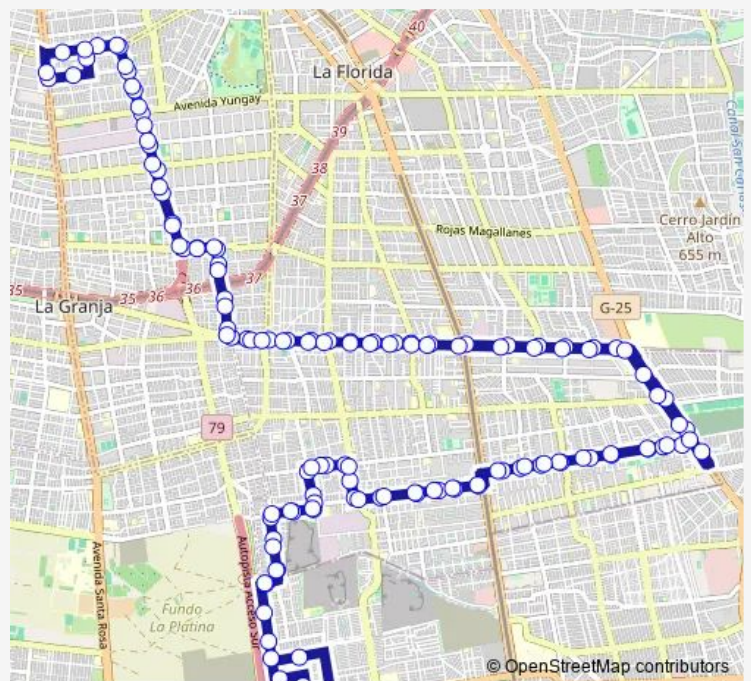 40
La Florida
Avenida Yungay
39
38
37
Rojas Magallanes
Cerro Jardín
Alto
655 m
35
35
36
36
37
La Granja
G-25
79
Avenida Santa Rosa
Autopista Acceso Sur
Fundo
La Platina
© OpenStreetMap contributors